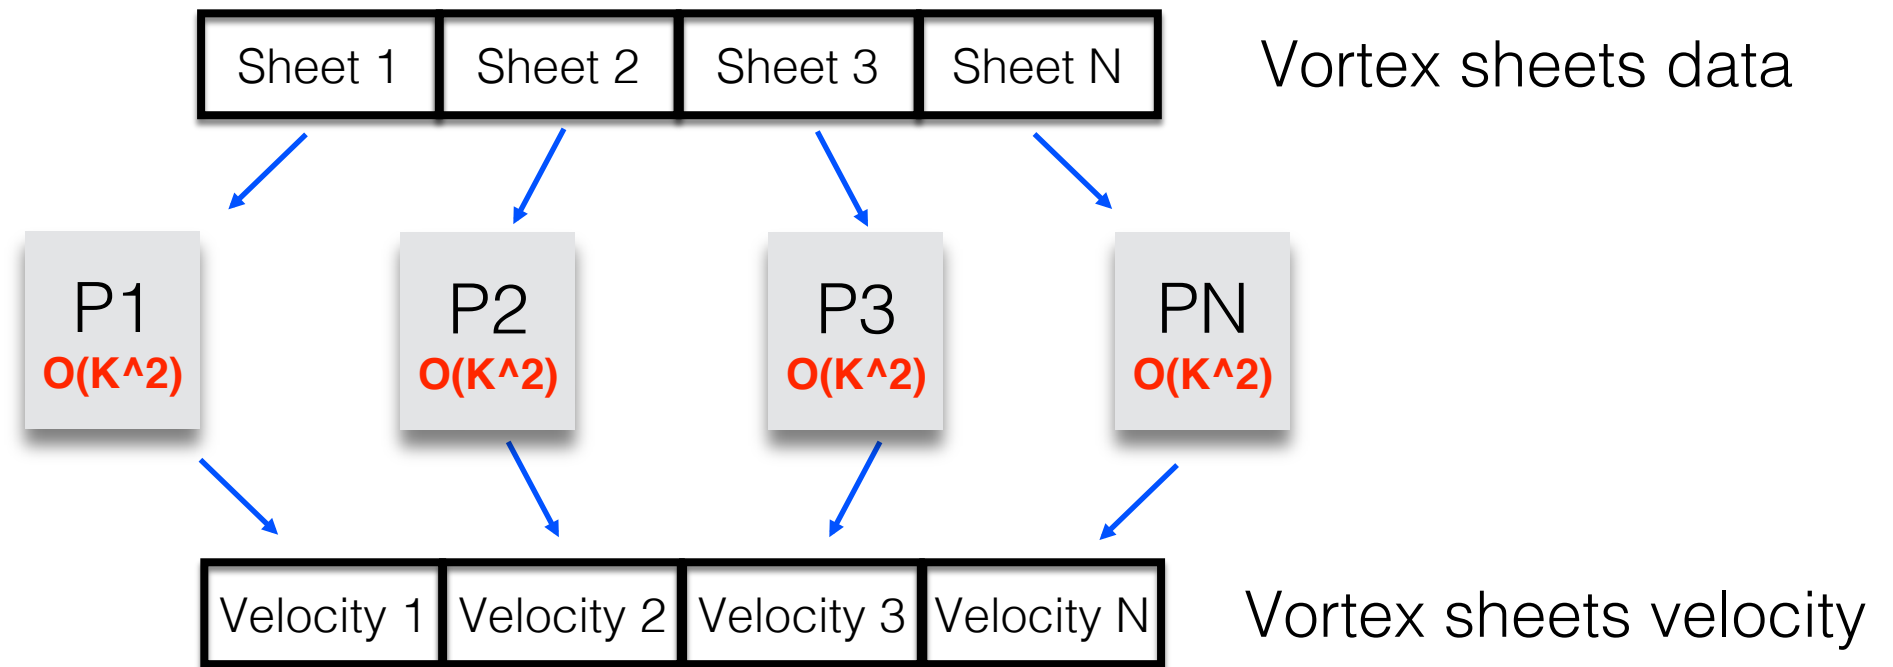 Sheet 1 Sheet 2 Sheet 3 Sheet N Vortex sheets data
P1 P2 P3 PN
O(K^2) O(K^2) O(K^2) O(K^2)
Velocity 1 Velocity 2 Velocity 3 Velocity N Vortex sheets velocity